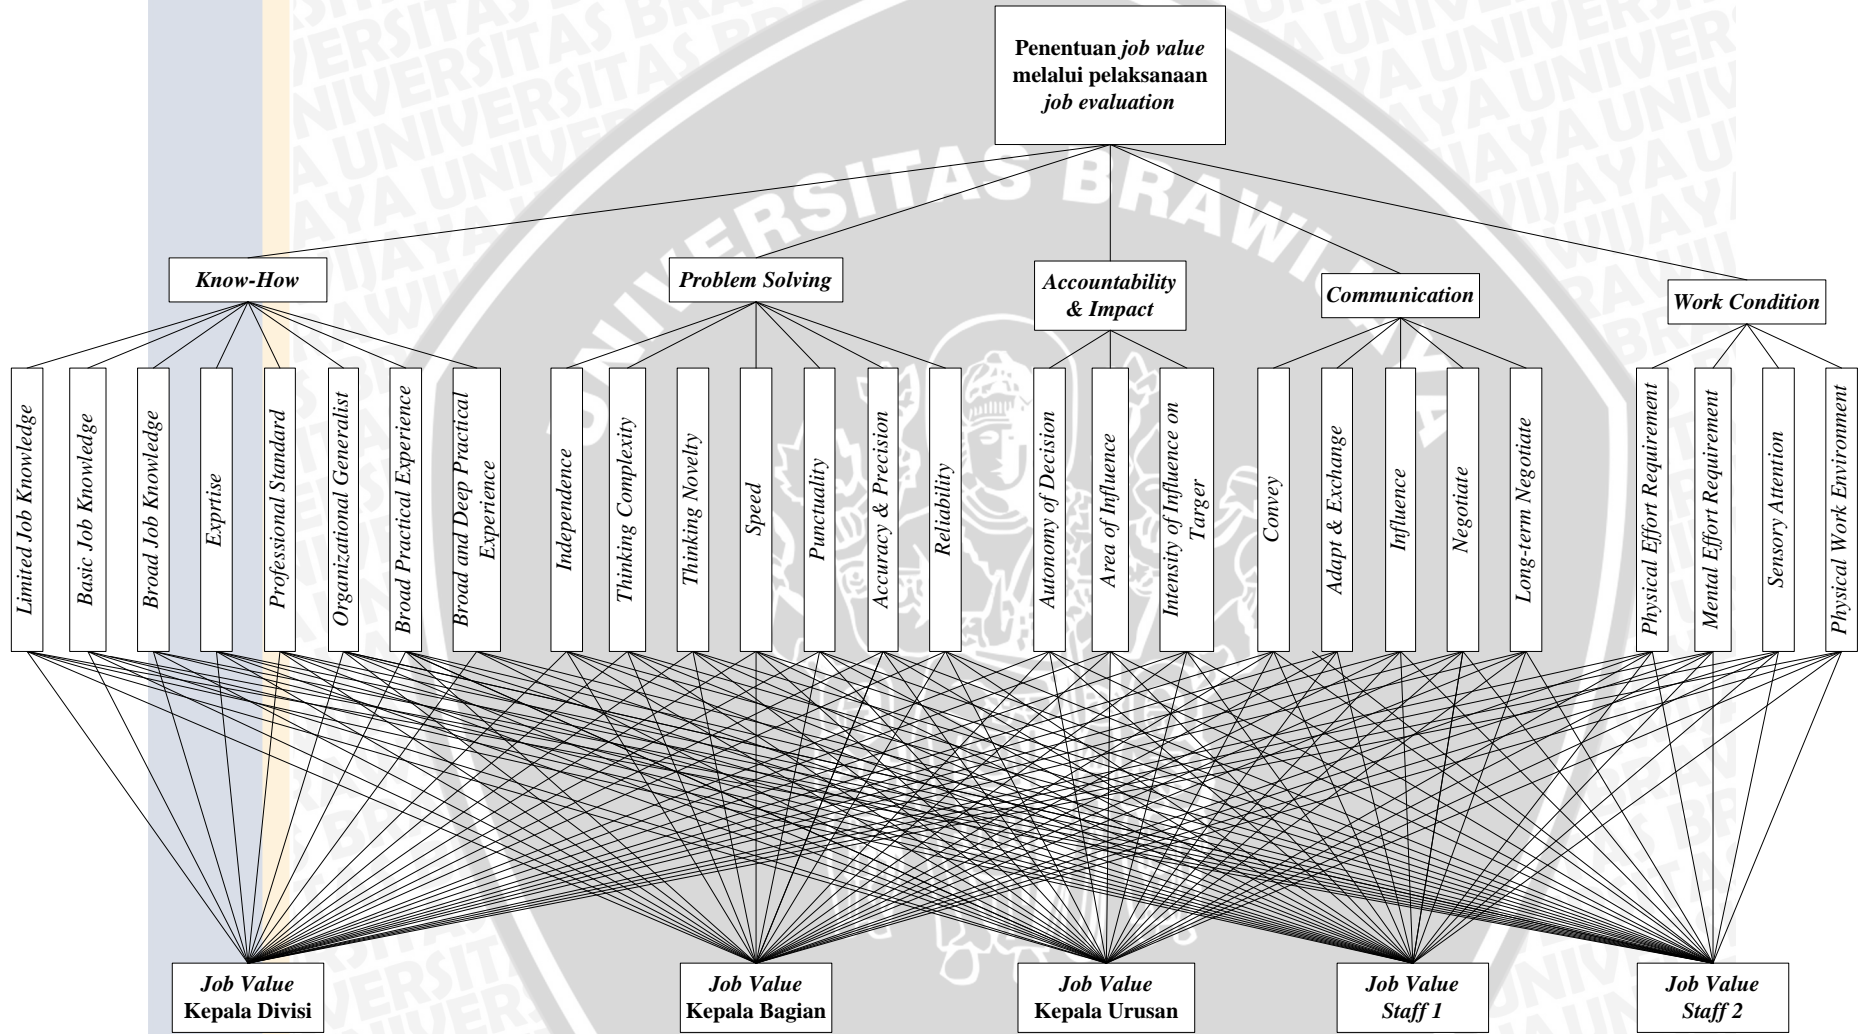 Penentuan job value
melalui pelaksanaan
job evaluation
Know-How
Problem Solving
Accountability
& Impact
Communication
Work Condition
Limited Job Knowledge
Basic Job Knowledge
Broad Job Knowledge
Exprtise
Professional Standard
Organizational Generalist
Broad Practical Experience
Broad and Deep Practical
Experience
Independence
Thinking Complexity
Thinking Novelty
Speed
Punctuality
Accuracy & Precision
Reliability
Autonomy of Decision
Area of Influence
Intensity of Influence on
Targer
Convey
Adapt & Exchange
Influence
Negotiate
Long-term Negotiate
Physical Effort Requirement
Mental Effort Requirement
Sensory Attention
Physical Work Environment
Job Value
Kepala Divisi
Job Value
Kepala Bagian
Job Value
Kepala Urusan
Job Value
Staff 1
Job Value
Staff 2
UNIVERSITAS BRAWIJAYA